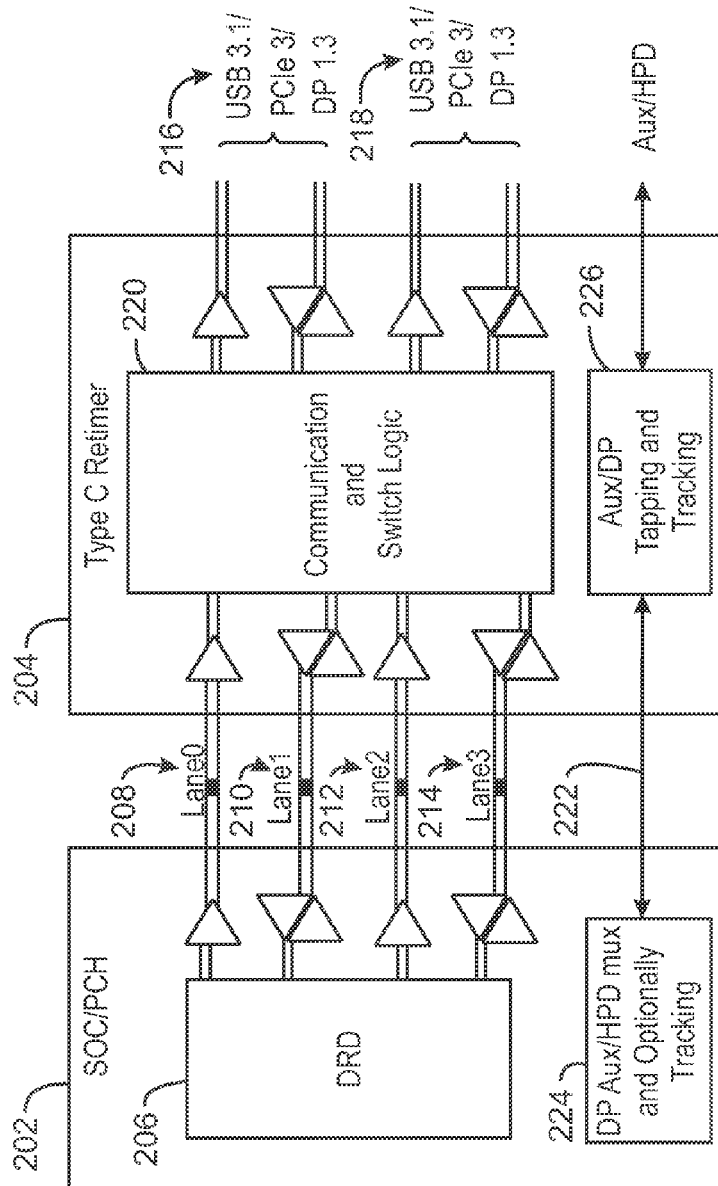 202
SOC/PCH
206
DRD
224
DP Aux/HPD mux
and Optionally
Tracking
208
Lane0
210
Lane1
212
Lane2
214
Lane3
222
204
Type C Retimer
220
Communication
and
Switch Logic
Aux/DP
Tapping and
Tracking
226
216
USB 3.1/
PCIe 3/
DP 1.3
218
USB 3.1/
PCIe 3/
DP 1.3
Aux/HPD